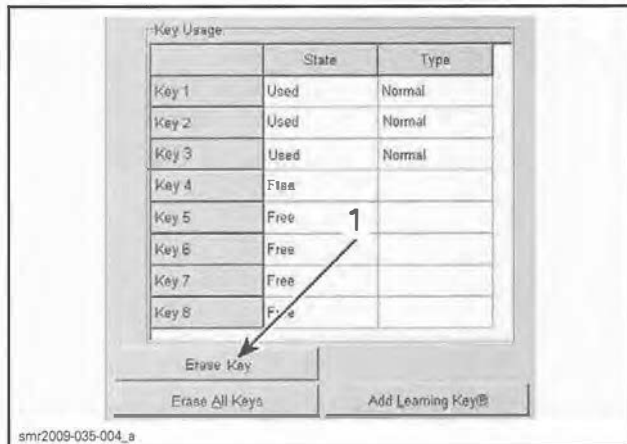 Key Usage
State Type
Key 1 Used Normal
Key 2 Used Normal
Key 3 Used Normal
Key 4 Free
Key 5 Free
1
Key 6 Free
Key 7 Free
Key 8 Free
Erase Key
Erase All Keys Add Learning Key®
smr2009-035-004_a